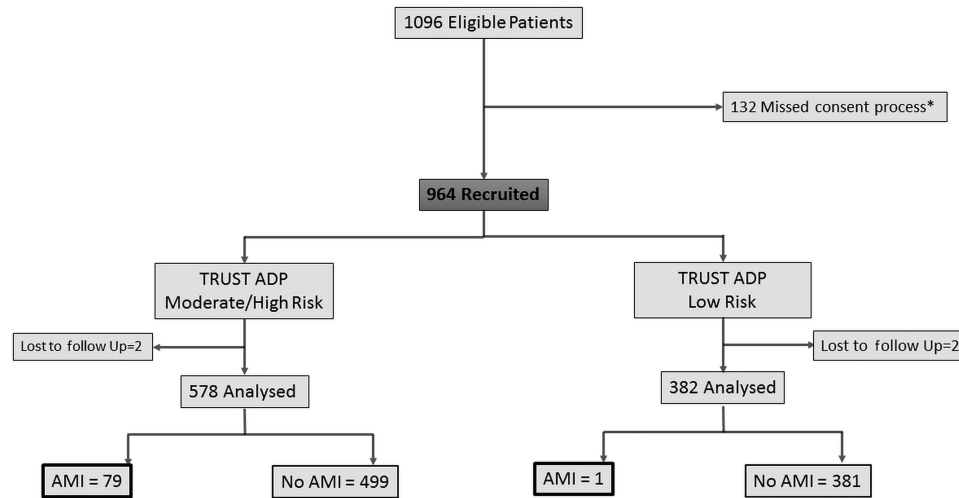 1096 Eligible Patients
132 Missed consent process*
964 Recruited
TRUST ADP
Moderate/High Risk
TRUST ADP
Low Risk
Lost to follow Up=2
Lost to follow Up=2
578 Analysed
382 Analysed
AMI = 79
No AMI = 499
AMI = 1
No AMI = 381